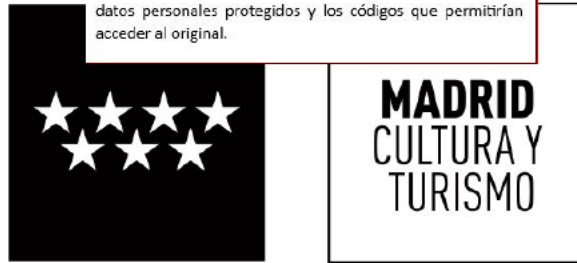 datos personales protegidos y los códigos que permitirían
acceder al original.
MADRID
CULTURA Y
TURISMO